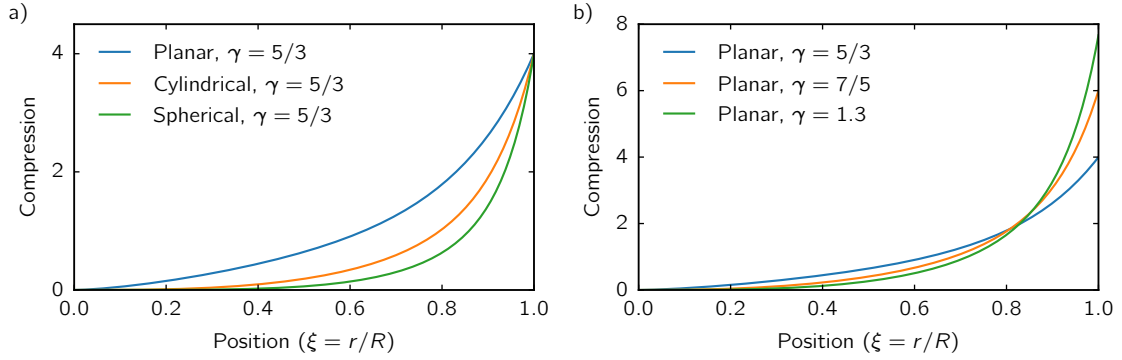 a)
Compression
4
2
0
Planar, γ = 5/3
Cylindrical, γ = 5/3
Spherical, γ = 5/3
0.0 0.2 0.4 0.6 0.8 1.0
Position (ξ = r/R)
b)
Compression
8
6
4
2
0
Planar, γ = 5/3
Planar, γ = 7/5
Planar, γ = 1.3
0.0 0.2 0.4 0.6 0.8 1.0
Position (ξ = r/R)